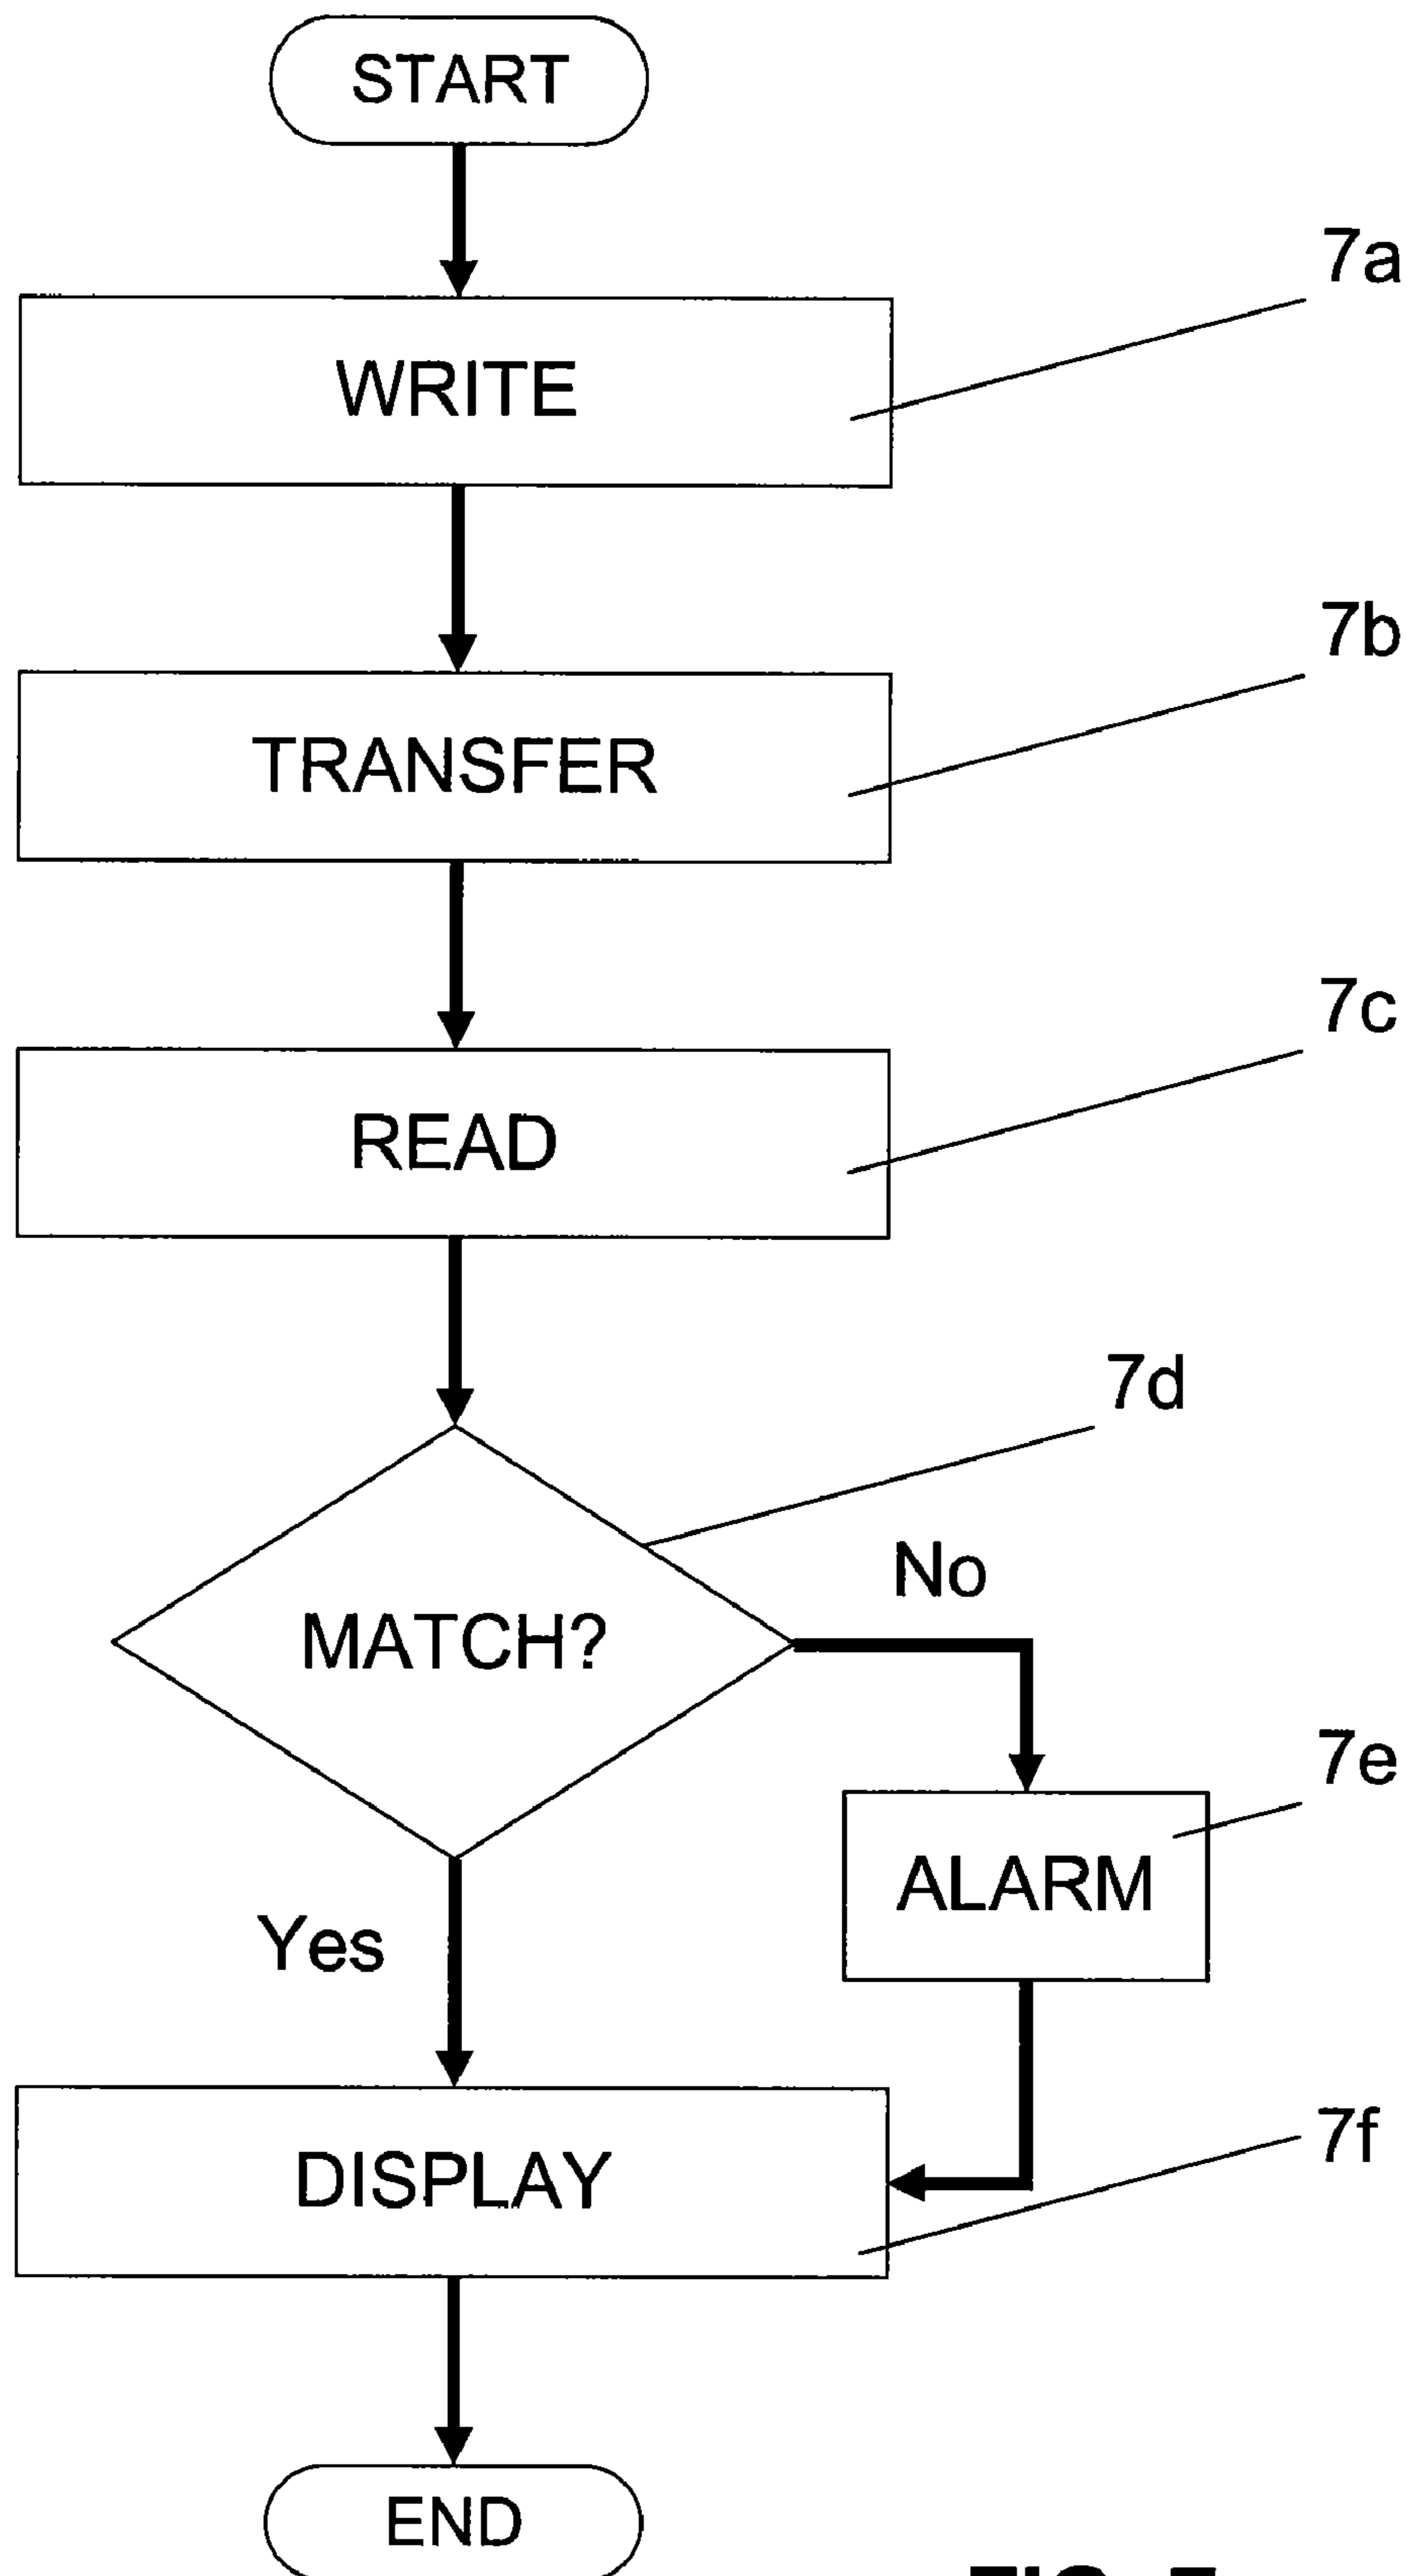 START
7a
WRITE
7b
TRANSFER
7c
READ
7d
No
MATCH?
7e
ALARM
Yes
7f
DISPLAY
END